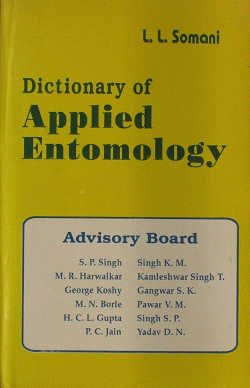 L. L. Somani
Dictionary of
Applied
Entomology
Advisory Board
S. P. Singh
M. R. Harwalkar
George Koshy
M. N. Borle
H. C. L. Gupta
P. C. Jain
Singh K. M.
Kamleshwar Singh T.
Gangwar S. K.
Pawar V. M.
Singh S. P.
Yadav D. N.